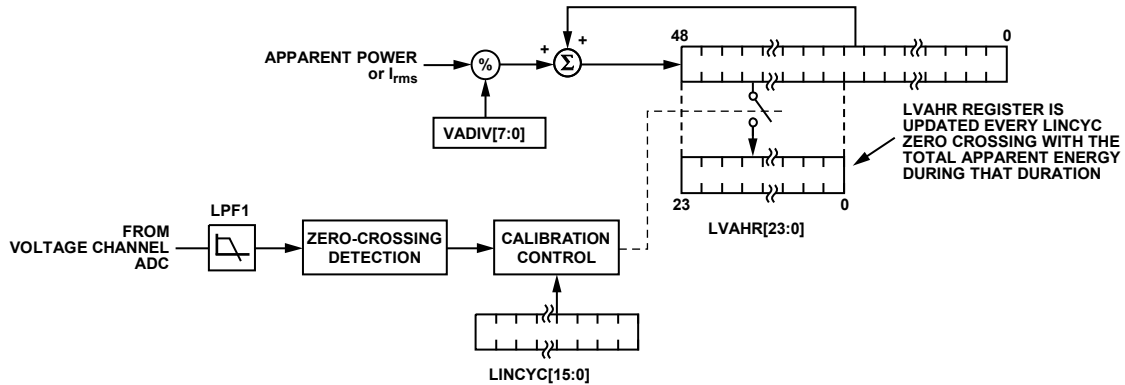 APPARENT POWER
or Irms
%
+
+
Σ
48
0
VADIV[7:0]
LVAHR REGISTER IS
UPDATED EVERY LINCYC
ZERO CROSSING WITH THE
TOTAL APPARENT ENERGY
DURING THAT DURATION
23
0
LVAHR[23:0]
FROM
VOLTAGE CHANNEL
ADC
LPF1
ZERO-CROSSING
DETECTION
CALIBRATION
CONTROL
LINCYC[15:0]